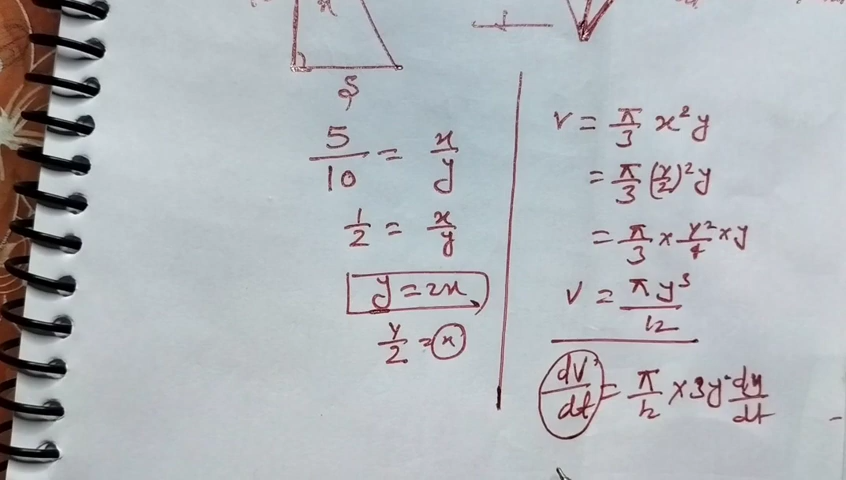 x
5
5/10 = x/y
1/2 = x/y
y = 2x
y/2 = x
V = π/3 x²y
= π/3 (y/2)² y
= π/3 × y²/4 × y
V = πy³/12
dV/dt = π/12 × 3y² dy/dt